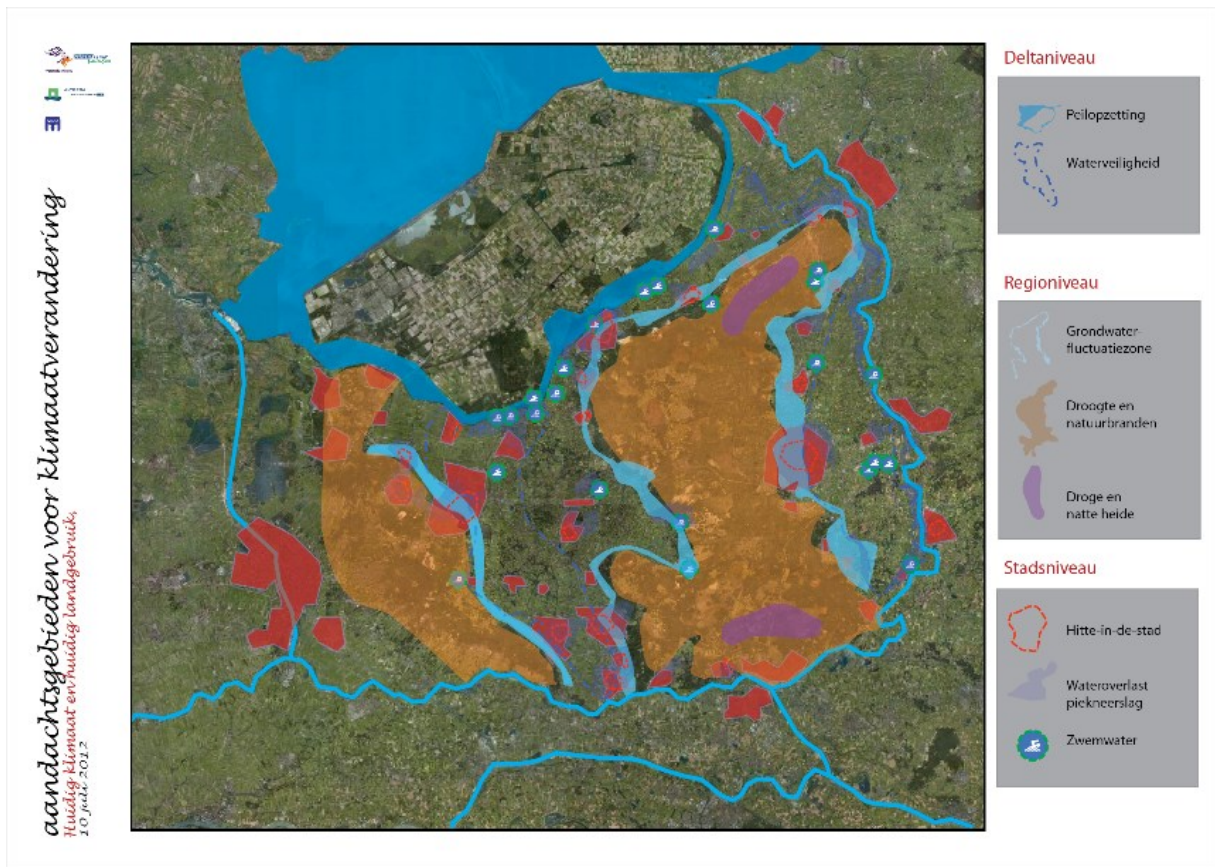 aandachtsgebieden voor klimaatverandering
Huidig klimaat en huidig landgebruik,
10 juli 2012
Deltaniveau
Peilopzetting
Waterveiligheid
Regioniveau
Grondwater-
fluctuatiezone
Droogte en
natuurbranden
Droge en
natte heide
Stadsniveau
Hitte-in-de-stad
Wateroverlast
piekneerslag
Zwemwater